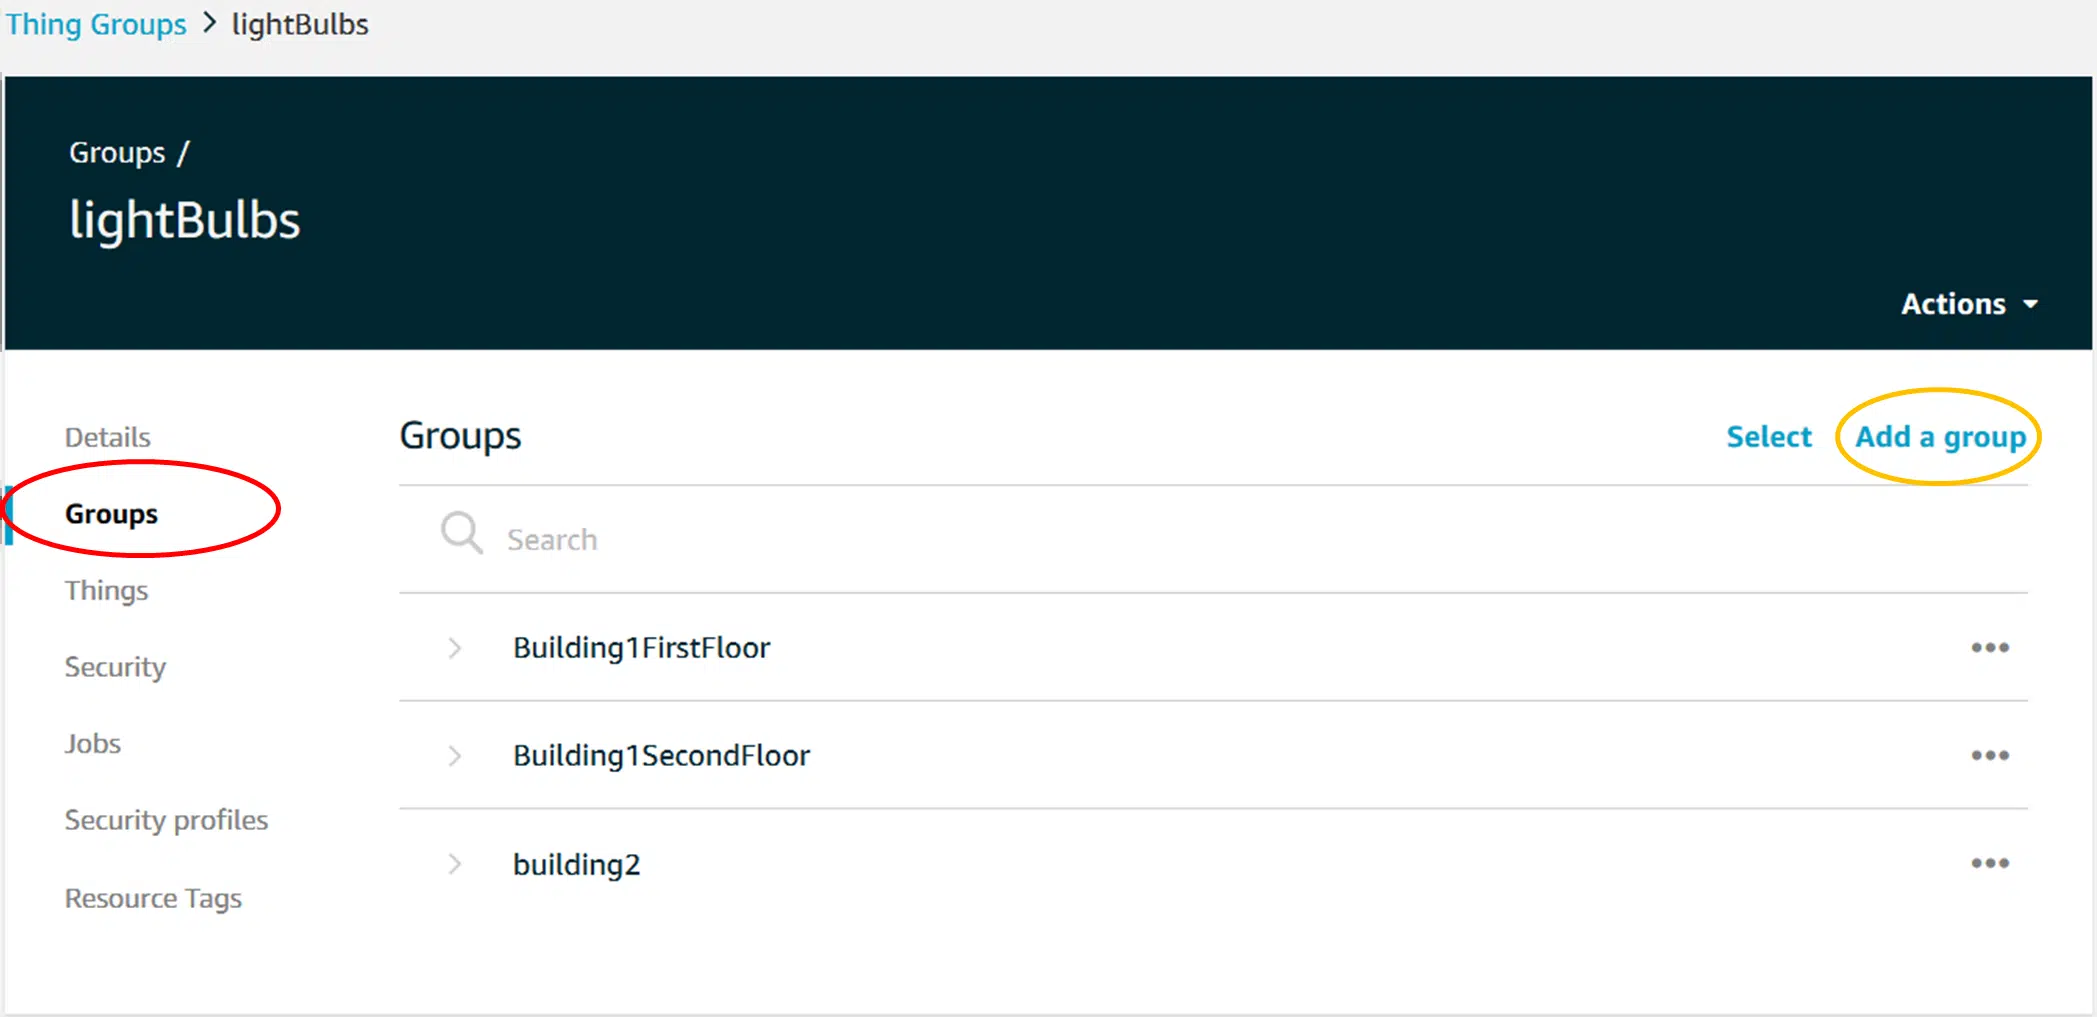 Thing Groups > lightBulbs
Groups /
lightBulbs
Actions
Details
Groups
Things
Security
Jobs
Security profiles
Resource Tags
Groups
Select
Add a group
Search
Building1FirstFloor
Building1SecondFloor
building2